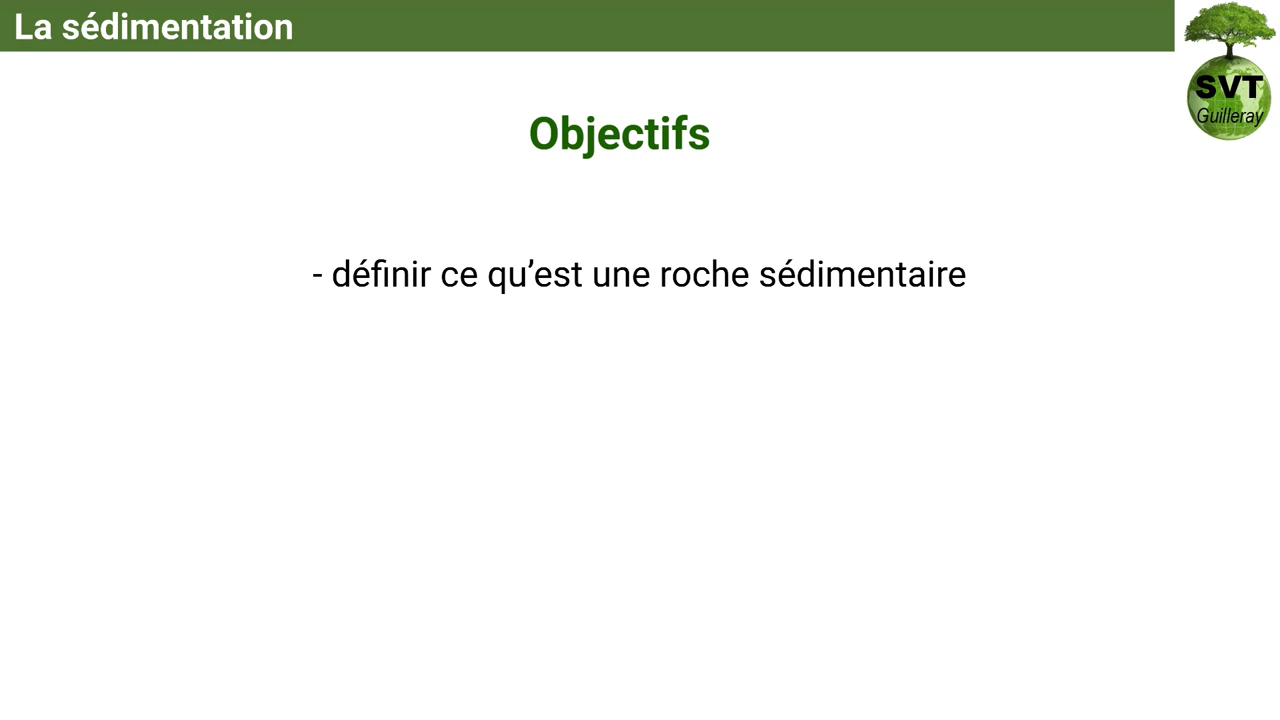 La sédimentation
SVT
Guilleray
Objectifs
- définir ce qu’est une roche sédimentaire